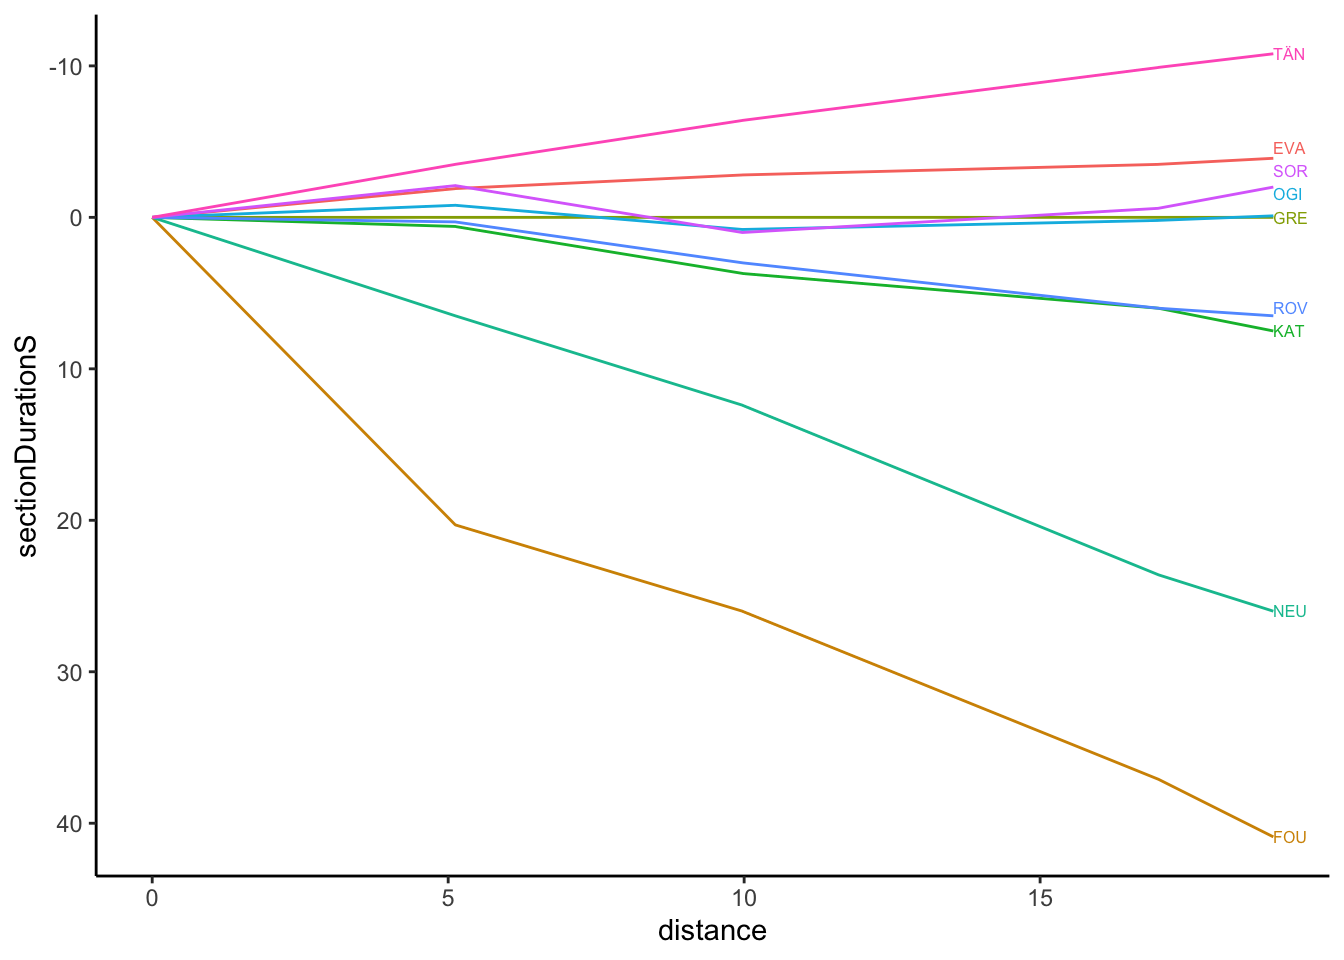 -10
0
10
20
30
40
sectionDurationS
TÄN
EVA
SOR
OGI
GRE
ROV
KAT
NEU
FOU
0 5 10 15
distance